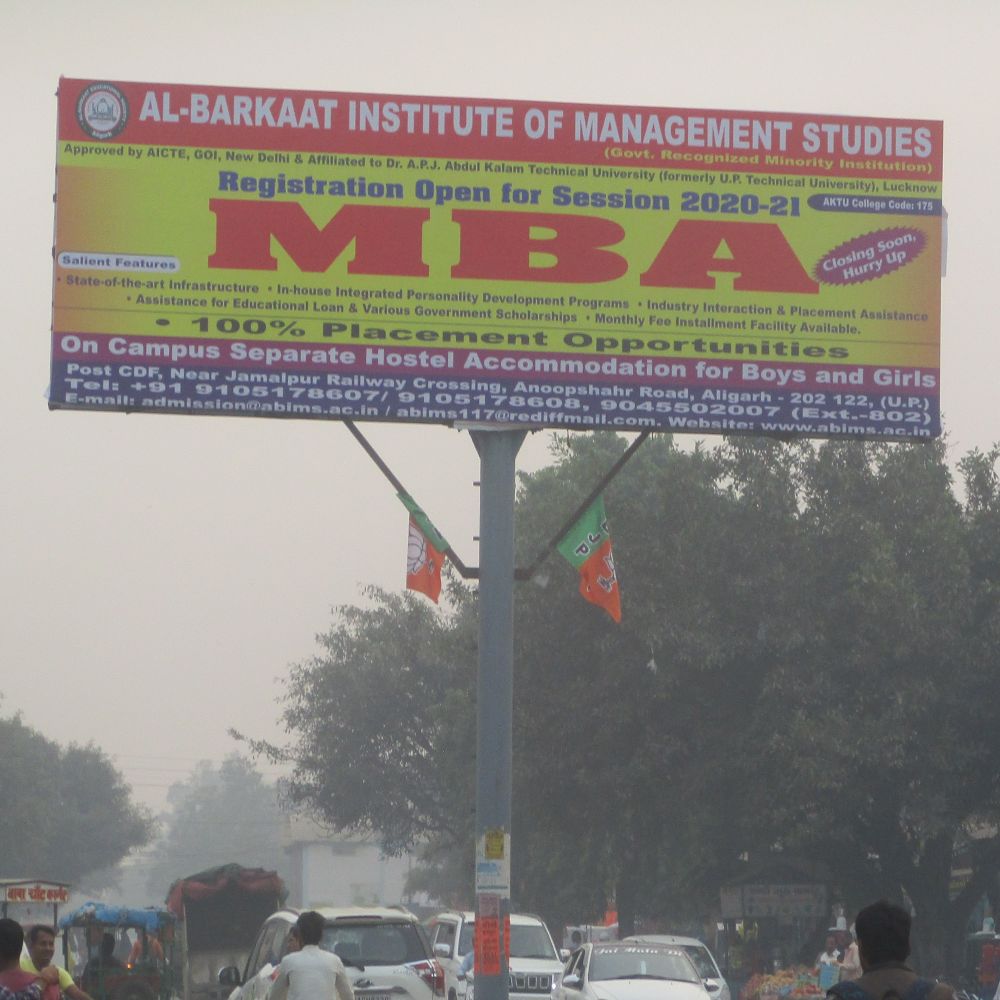 AL-BARKAAT INSTITUTE OF MANAGEMENT STUDIES
(Govt. Recognized Minority Institution)
Approved by AICTE, GOI, New Delhi & Affiliated to Dr. A.P.J. Abdul Kalam Technical University (formerly U.P. Technical University), Lucknow
Registration Open for Session 2020-21
AKTU College Code: 175
MBA
Closing Soon,
Hurry Up
Salient Features
• State-of-the-art Infrastructure • In-house Integrated Personality Development Programs • Industry Interaction & Placement Assistance
• Assistance for Educational Loan & Various Government Scholarships • Monthly Fee Installment Facility Available.
• 100% Placement Opportunities
On Campus Separate Hostel Accommodation for Boys and Girls
Post CDF, Near Jamalpur Railway Crossing, Anoopshahr Road, Aligarh - 202 122, (U.P.)
Tel: +91 9105178607/ 9105178608, 9045502007 (Ext.-802)
E-mail: admission@abims.ac.in / abims117@rediffmail.com. Website: www.abims.ac.in
BJP